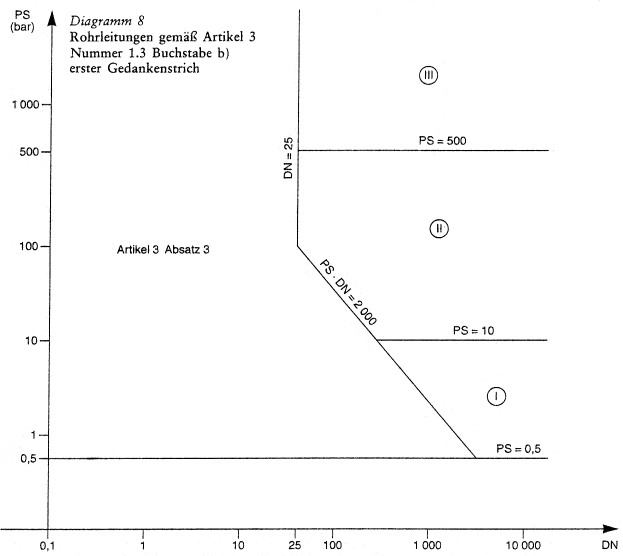 PS
(bar)
Diagramm 8
Rohrleitungen gemäß Artikel 3
Nummer 1.3 Buchstabe b)
erster Gedankenstrich
III
1 000
PS = 500
500
DN = 25
II
100
Artikel 3 Absatz 3
PS · DN = 2 000
PS = 10
10
I
1
PS = 0,5
0,5
0,1 1 10 25 100 1 000 10 000 DN